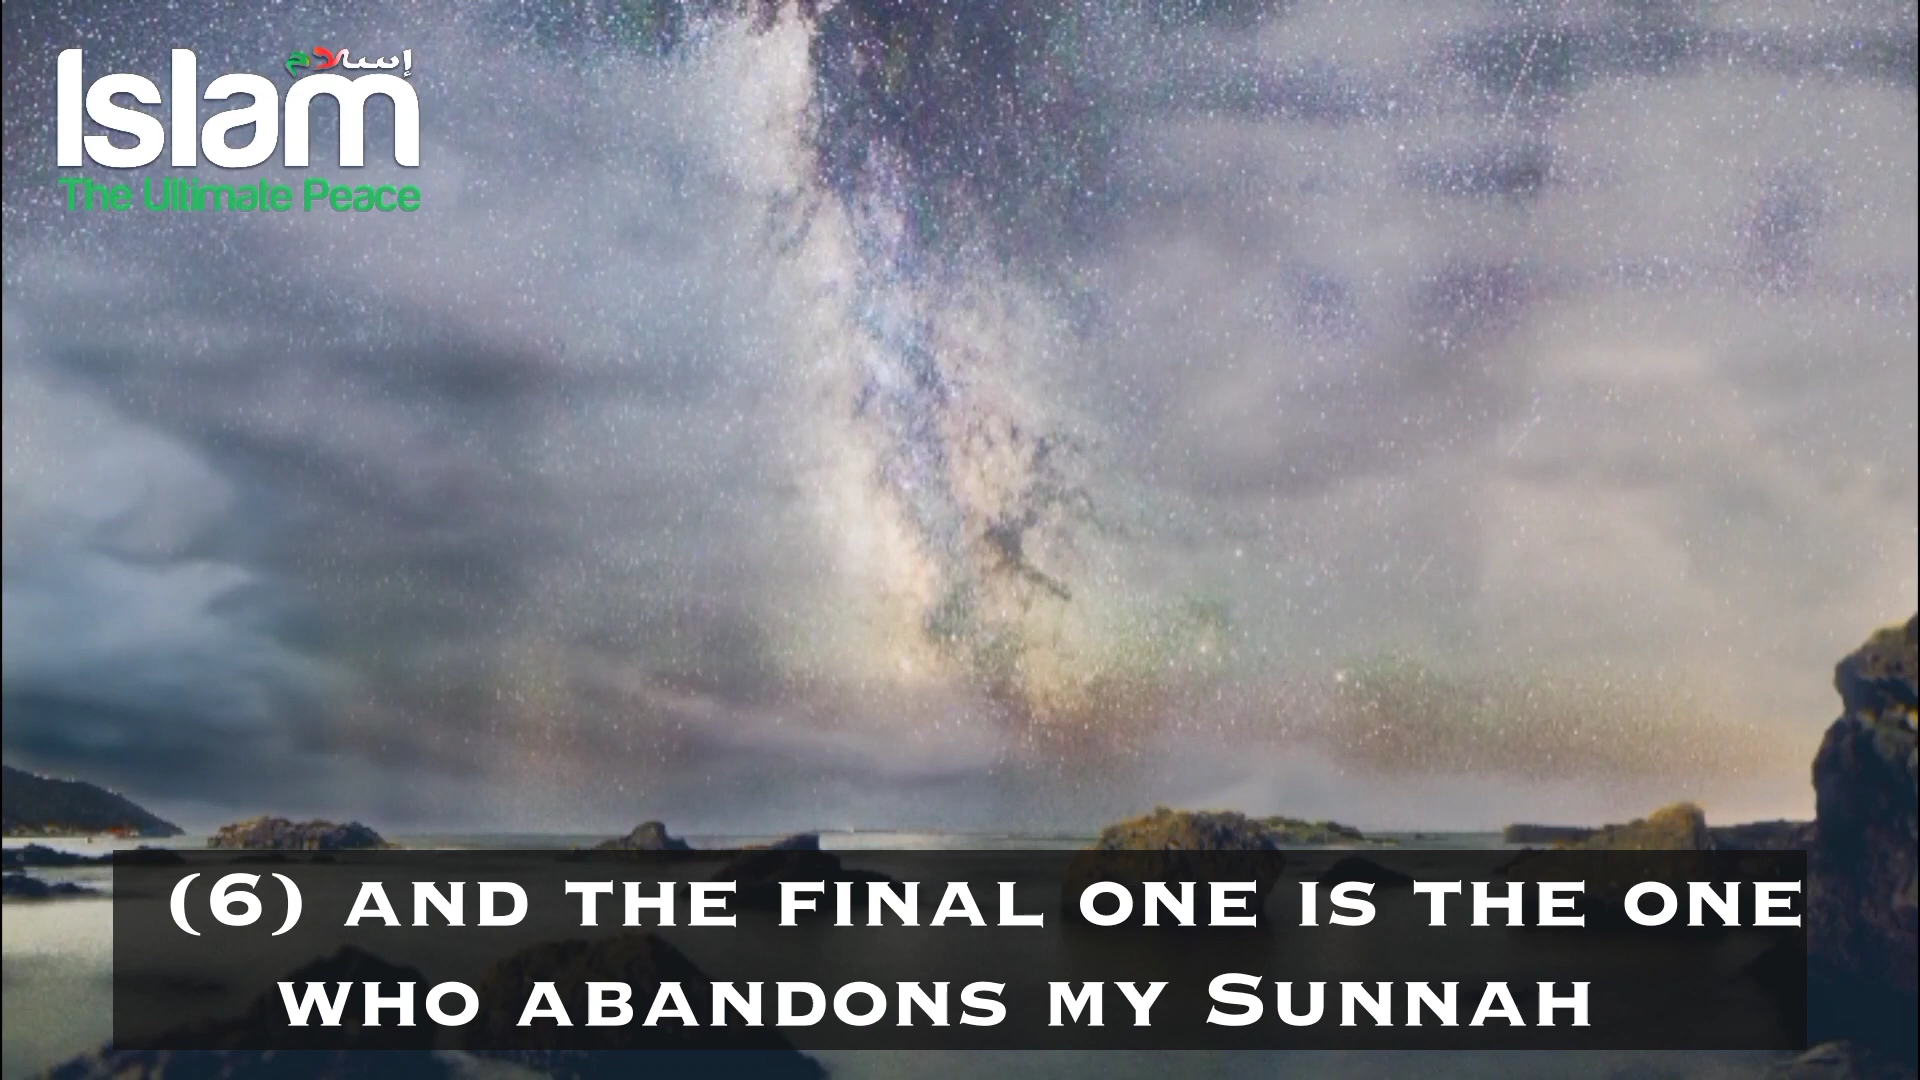 إسلام
Islam
The Ultimate Peace
(6) AND THE FINAL ONE IS THE ONE
WHO ABANDONS MY SUNNAH